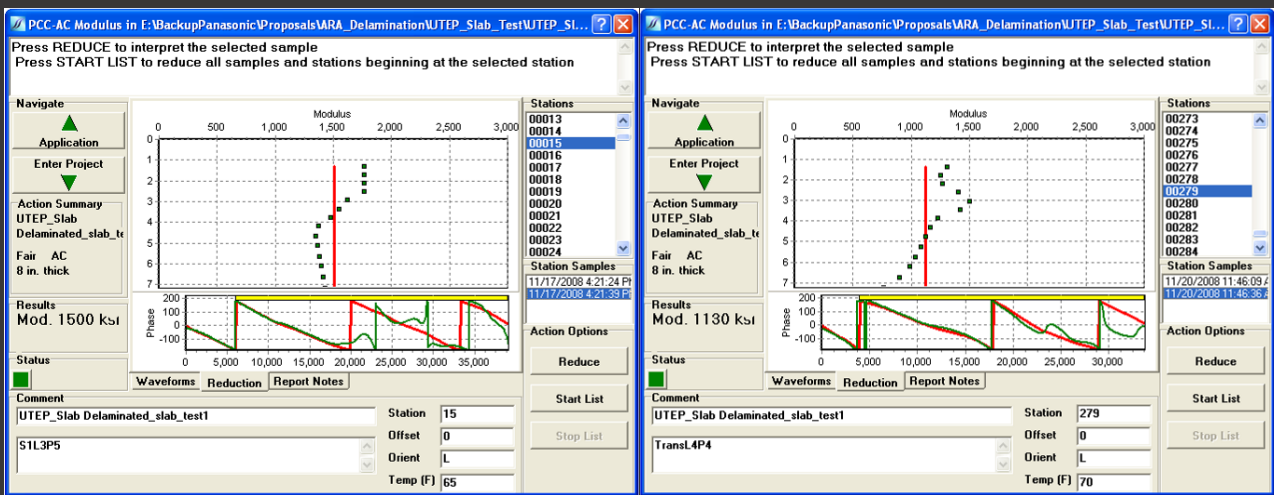 PCC-AC Modulus in E:\BackupPanasonic\Proposals\ARA_Delamination\UTEP_Slab_Test\UTEP_Sl...
Press REDUCE to interpret the selected sample
Press START LIST to reduce all samples and stations beginning at the selected station
Navigate
Application
Enter Project
Action Summary
UTEP_Slab
Delaminated_slab_te
Fair AC
8 in. thick
Results
Mod. 1500 ksi
Status
Modulus
0 500 1,000 1,500 2,000 2,500 3,000
0
1
2
3
4
5
6
7
Phase
200
100
0
-100
0 5,000 10,000 15,000 20,000 25,000 30,000 35,000
Waveforms Reduction Report Notes
Stations
00013
00014
00015
00016
00017
00018
00019
00020
00021
00022
00023
00024
Station Samples
11/17/2008 4:21:24 P
11/17/2008 4:21:39 P
Action Options
Reduce
Start List
Stop List
Comment
UTEP_Slab Delaminated_slab_test1
S1L3P5
Station 15
Offset 0
Orient L
Temp (F) 65
PCC-AC Modulus in E:\BackupPanasonic\Proposals\ARA_Delamination\UTEP_Slab_Test\UTEP_Sl...
Press REDUCE to interpret the selected sample
Press START LIST to reduce all samples and stations beginning at the selected station
Navigate
Application
Enter Project
Action Summary
UTEP_Slab
Delaminated_slab_te
Fair AC
8 in. thick
Results
Mod. 1130 ksi
Status
Modulus
0 500 1,000 1,500 2,000 2,500 3,000
0
1
2
3
4
5
6
7
Phase
200
100
0
-100
0 5,000 10,000 15,000 20,000 25,000 30,000
Waveforms Reduction Report Notes
Stations
00273
00274
00275
00276
00277
00278
00279
00280
00281
00282
00283
00284
Station Samples
11/20/2008 11:46:09 A
11/20/2008 11:46:36 A
Action Options
Reduce
Start List
Stop List
Comment
UTEP_Slab Delaminated_slab_test1
TransL4P4
Station 279
Offset 0
Orient L
Temp (F) 70